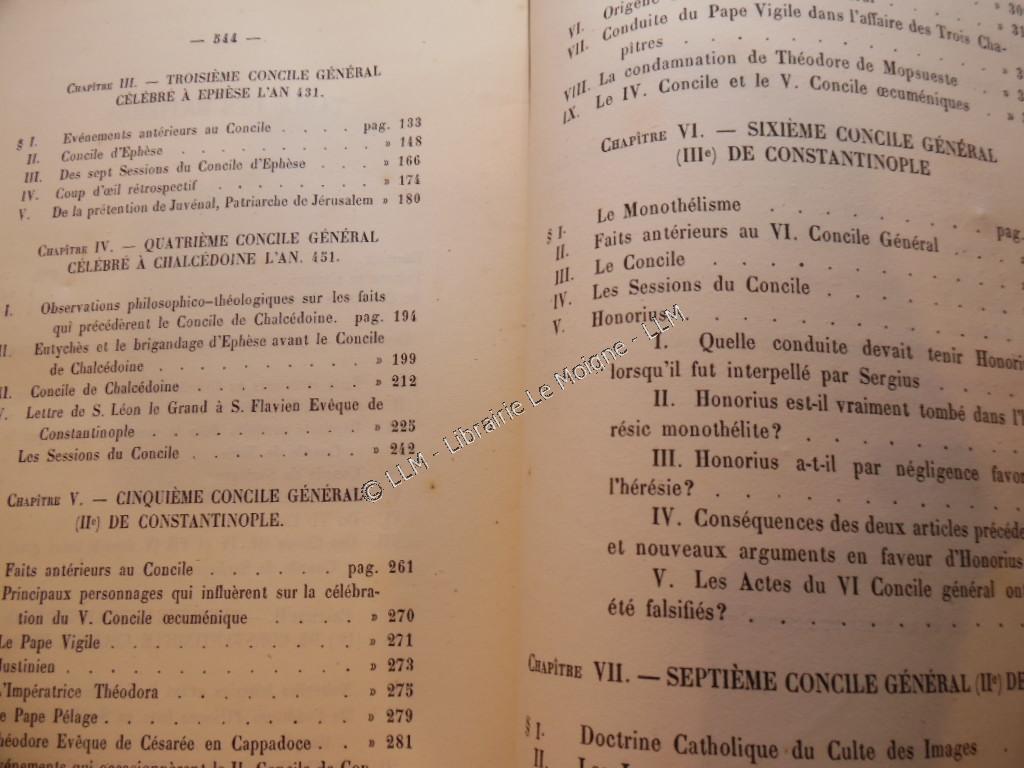 — 544 —
CHAPITRE III. — TROISIÈME CONCILE GÉNÉRAL
CÉLÉBRÉ À EPHÈSE L'AN 431.
§ I. Evénements antérieurs au Concile . . . . pag. 133
II. Concile d'Ephèse . . . . . . . . . » 148
III. Des sept Sessions du Concile d'Ephèse . . . . » 166
IV. Coup d'œil rétrospectif . . . . . . . » 174
V. De la prétention de Juvénal, Patriarche de Jérusalem » 180
CHAPITRE IV. — QUATRIÈME CONCILE GÉNÉRAL
CÉLÉBRÉ À CHALCÉDOINE L'AN. 451.
I. Observations philosophico-théologiques sur les faits
qui précédèrent le Concile de Chalcédoine. pag. 194
II. Eutychès et le brigandage d'Ephèse avant le Concile
de Chalcédoine . . . . . . . . . » 199
Concile de Chalcédoine . . . . . . . . » 212
Lettre de S. Léon le Grand à S. Flavien Evêque de
Constantinople . . . . . . . . . » 225
Les Sessions du Concile . . . . . . . » 242
CHAPITRE V. — CINQUIÈME CONCILE GÉNÉRAL
(IIe) DE CONSTANTINOPLE.
Faits antérieurs au Concile . . . . . . pag. 261
Principaux personnages qui influèrent sur la célébra-
tion du V. Concile œcuménique . . . . » 270
Le Pape Vigile . . . . . . . . . . » 271
Justinien . . . . . . . . . . . . » 273
L'Impératrice Théodora . . . . . . . . » 275
Le Pape Pélage . . . . . . . . . . » 279
Théodore Evêque de Césarée en Cappadoce . . . » 281
VI. Origine
VII. Conduite du Pape Vigile dans l'affaire des Trois Cha-
pitres . . . . . . . . .
VIII. La condamnation de Théodore de Mopsueste . . »
IX. Le IV. Concile et le V. Concile œcuméniques . »
CHAPITRE VI. — SIXIÈME CONCILE GÉNÉRAL
(IIIe) DE CONSTANTINOPLE
§ I. Le Monothélisme . . . . . . . . pag.
II. Faits antérieurs au VI. Concile Général . . .
III. Le Concile . . . . . . . . .
IV. Les Sessions du Concile . . . . . .
V. Honorius . . . . . . . . .
I. Quelle conduite devait tenir Honorius
lorsqu'il fut interpellé par Sergius . . .
II. Honorius est-il vraiment tombé dans l'h
résie monothélite? . . . . . . .
III. Honorius a-t-il par négligence favor
l'hérésie? . . . . . . . . .
IV. Conséquences des deux articles précéde
et nouveaux arguments en faveur d'Honorius
V. Les Actes du VI Concile général ont
été falsifiés? . . . . . . . . .
CHAPITRE VII. — SEPTIÈME CONCILE GÉNÉRAL (IIe) DE
§ I. Doctrine Catholique du Culte des Images .
II.
© LLM - Librairie Le Moigne - LLM